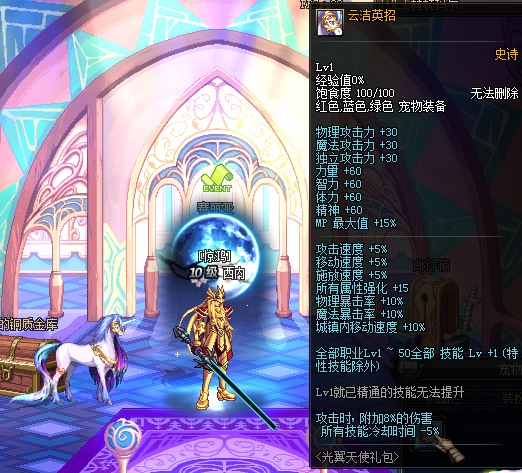 云洁英招
史诗
Lv1
经验值0%
饱食度 100/100
无法删除
红色,蓝色,绿色 宠物装备
物理攻击力 +30
魔法攻击力 +30
独立攻击力 +30
力量 +60
智力 +60
体力 +60
精神 +60
MP 最大值 +15%
攻击速度 +5%
移动速度 +5%
施放速度 +5%
所有属性强化 +15
物理暴击率 +10%
魔法暴击率 +10%
城镇内移动速度 +10%
全部职业Lv1 ~ 50全部 技能 Lv +1(特
性技能除外)
Lv1就已精通的技能无法提升
攻击时, 附加8%的伤害
所有技能冷却时间 -5%
<光翼天使礼包>
EVENT
赛丽亚
10 级
的铜质金库